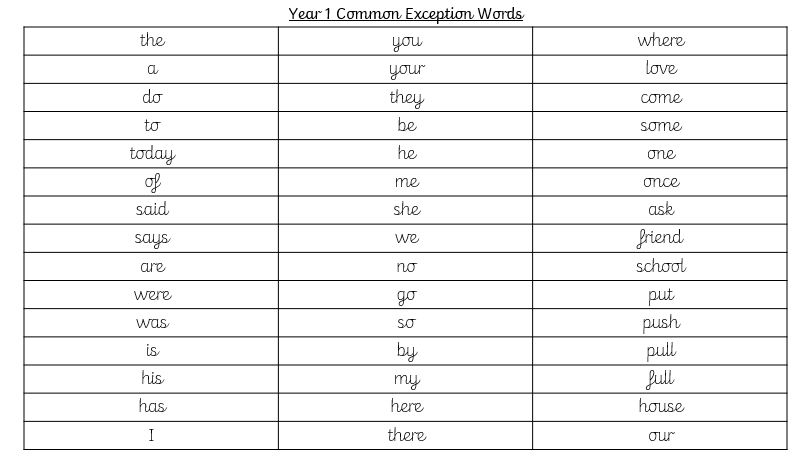 Year 1 Common Exception Words
the you where
a your love
do they come
to be some
today he one
of me once
said she ask
says we friend
are no school
were go put
was so push
is by pull
his my full
has here house
I there our